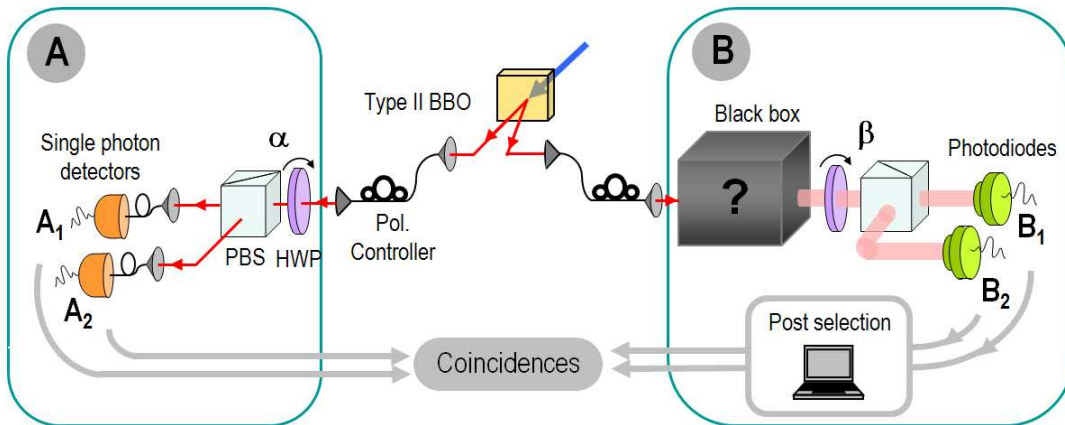 A
B
Type II BBO
Black box
Single photon
detectors
α
β
Photodiodes
?
A1
PBS
HWP
Pol.
Controller
B1
A2
B2
Post selection
Coincidences